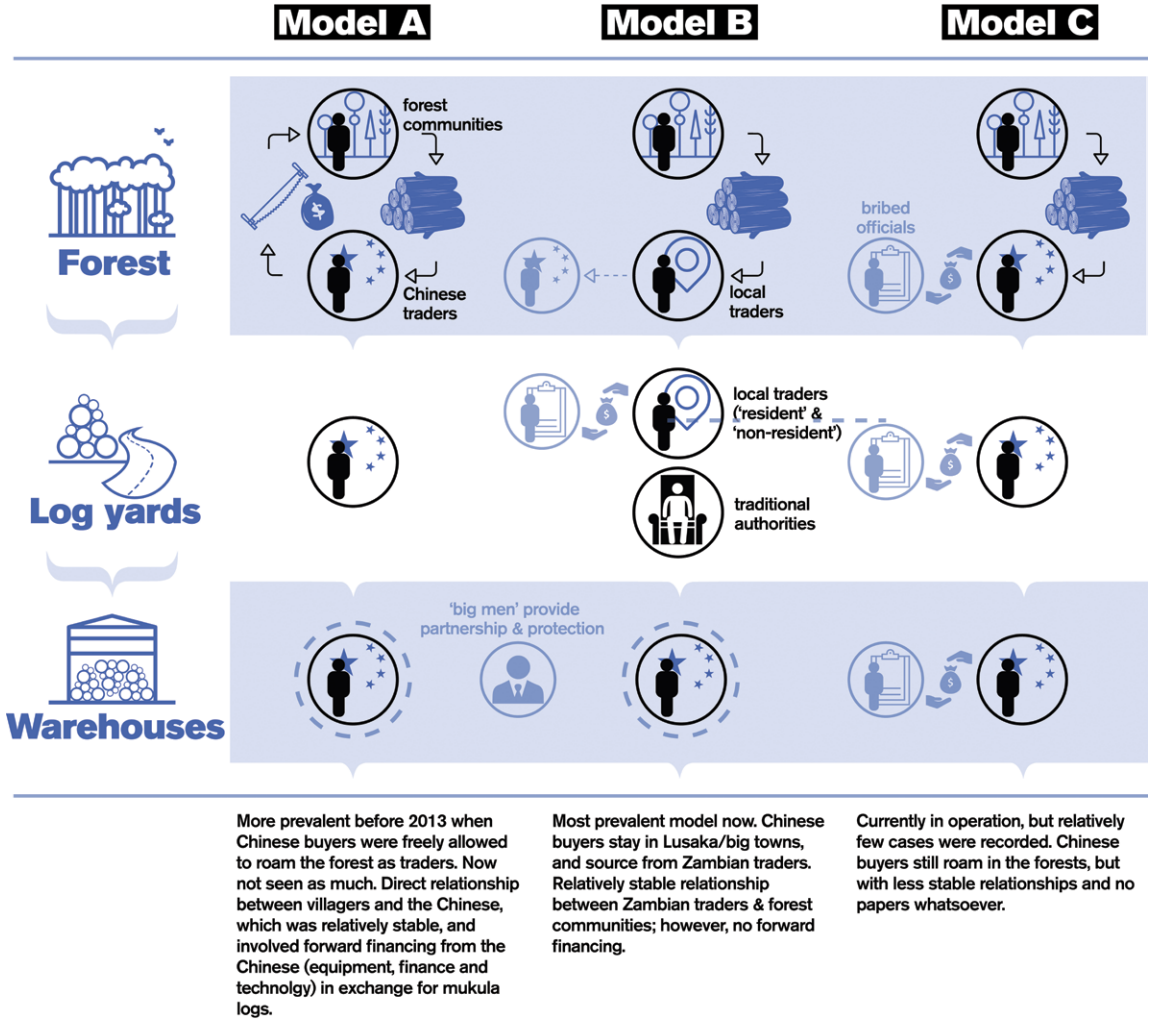 Model A
Model B
Model C
Forest
forest
communities
Chinese
traders
local
traders
bribed
officials
Log yards
local traders
(‘resident’ &
‘non-resident’)
traditional
authorities
Warehouses
‘big men’ provide
partnership & protection
More prevalent before 2013 when
Chinese buyers were freely allowed
to roam the forest as traders. Now
not seen as much. Direct relationship
between villagers and the Chinese,
which was relatively stable, and
involved forward financing from the
Chinese (equipment, finance and
technolgy) in exchange for mukula
logs.
Most prevalent model now. Chinese
buyers stay in Lusaka/big towns,
and source from Zambian traders.
Relatively stable relationship
between Zambian traders & forest
communities; however, no forward
financing.
Currently in operation, but relatively
few cases were recorded. Chinese
buyers still roam in the forests, but
with less stable relationships and no
papers whatsoever.